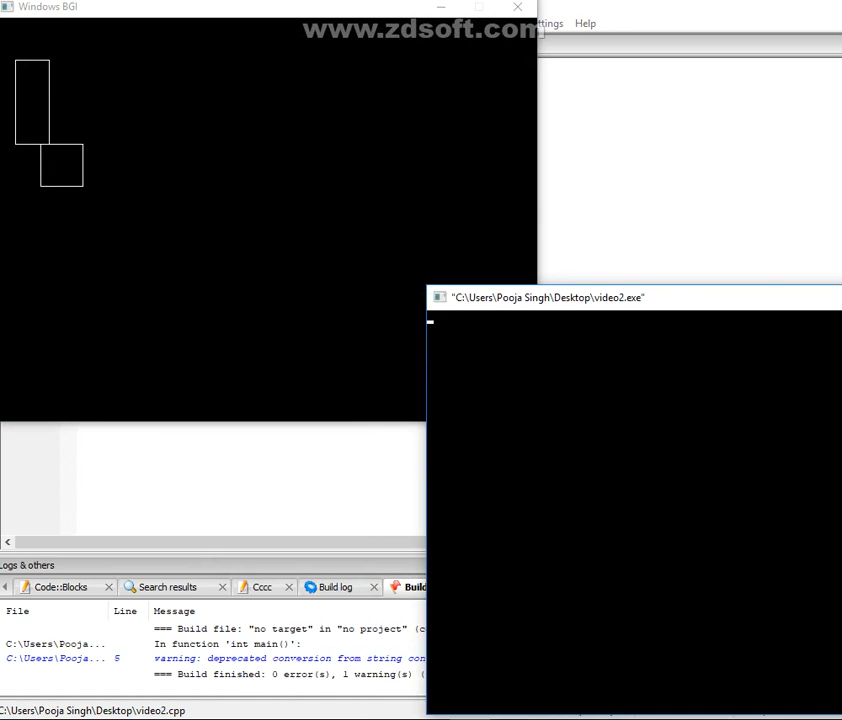 Windows BGI
www.zdsoft.com
ttings Help
"C:\Users\Pooja Singh\Desktop\video2.exe"
Logs & others
Code::Blocks Search results Cccc Build log Build
File Line Message
=== Build file: "no target" in "no project" (c
C:\Users\Pooja... In function 'int main()':
C:\Users\Pooja... 5 warning: deprecated conversion from string con
=== Build finished: 0 error(s), 1 warning(s) (
C:\Users\Pooja Singh\Desktop\video2.cpp